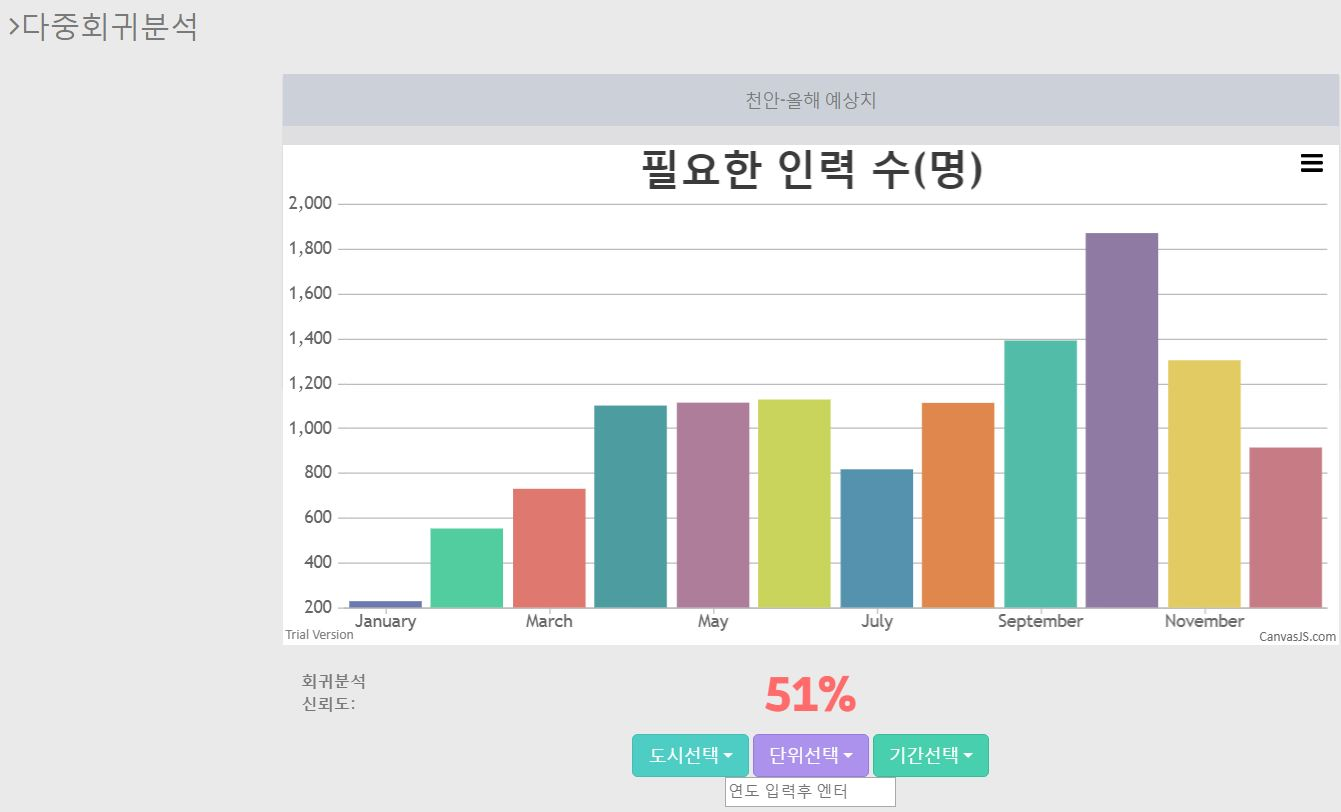 >다중회귀분석
천안-올해 예상치
필요한 인력 수(명)
2,000
1,800
1,600
1,400
1,200
1,000
800
600
400
200
January March May July September November
Trial Version CanvasJS.com
회귀분석
신뢰도:
51%
도시선택 단위선택 기간선택
연도 입력후 엔터